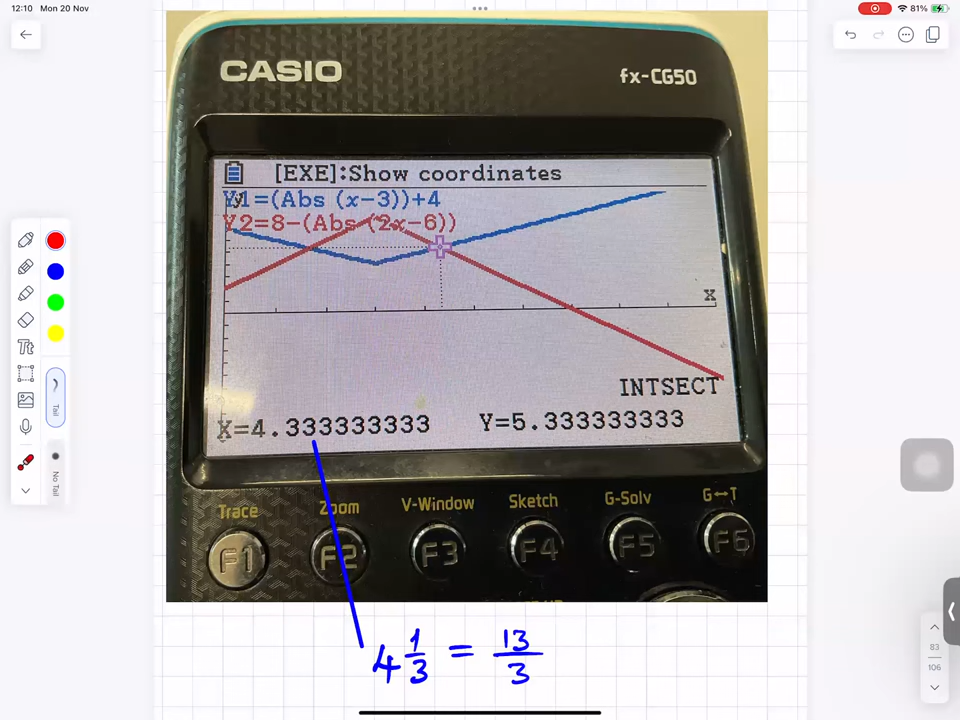 12:10 Mon 20 Nov
81%
CASIO
fx-CG50
[EXE]:Show coordinates
y
Y1=(Abs (x-3))+4
Y2=8-(Abs (2x-6))
X
INTSECT
X=4.333333333 Y=5.333333333
Trace Zoom V-Window Sketch G-Solv G↔T
F1 F2 F3 F4 F5 F6
4 1/3 = 13/3
Tt
Tail
No Tail
83
106